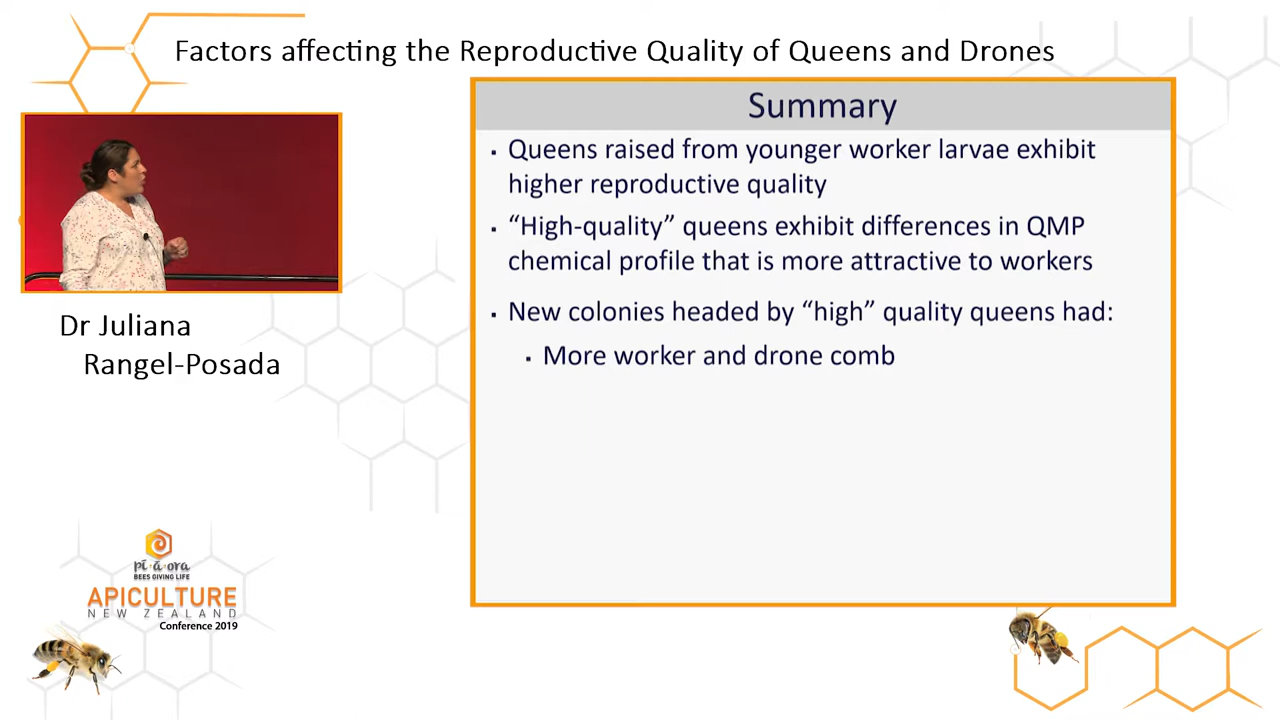 Factors affecting the Reproductive Quality of Queens and Drones
Summary
▪ Queens raised from younger worker larvae exhibit
higher reproductive quality
▪ “High-quality” queens exhibit differences in QMP
chemical profile that is more attractive to workers
▪ New colonies headed by “high” quality queens had:
▪ More worker and drone comb
Dr Juliana
Rangel-Posada
pī·ā·ora
BEES GIVING LIFE
APICULTURE
NEW ZEALAND
Conference 2019